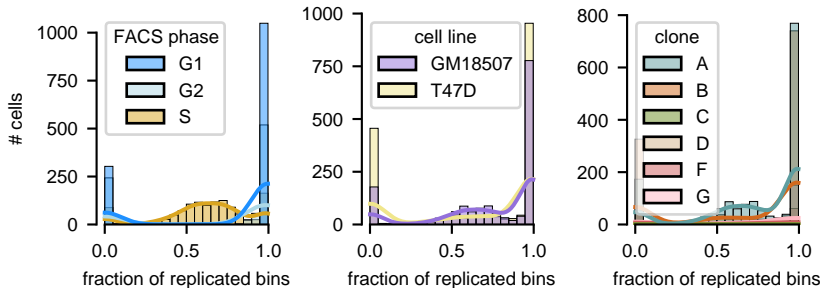 # cells
1000
750
500
250
0
FACS phase
G1
G2
S
0.0
0.5
1.0
fraction of replicated bins
1000
750
500
250
0
cell line
GM18507
T47D
0.0
0.5
1.0
fraction of replicated bins
800
600
400
200
0
clone
A
B
C
D
F
G
0.0
0.5
1.0
fraction of replicated bins